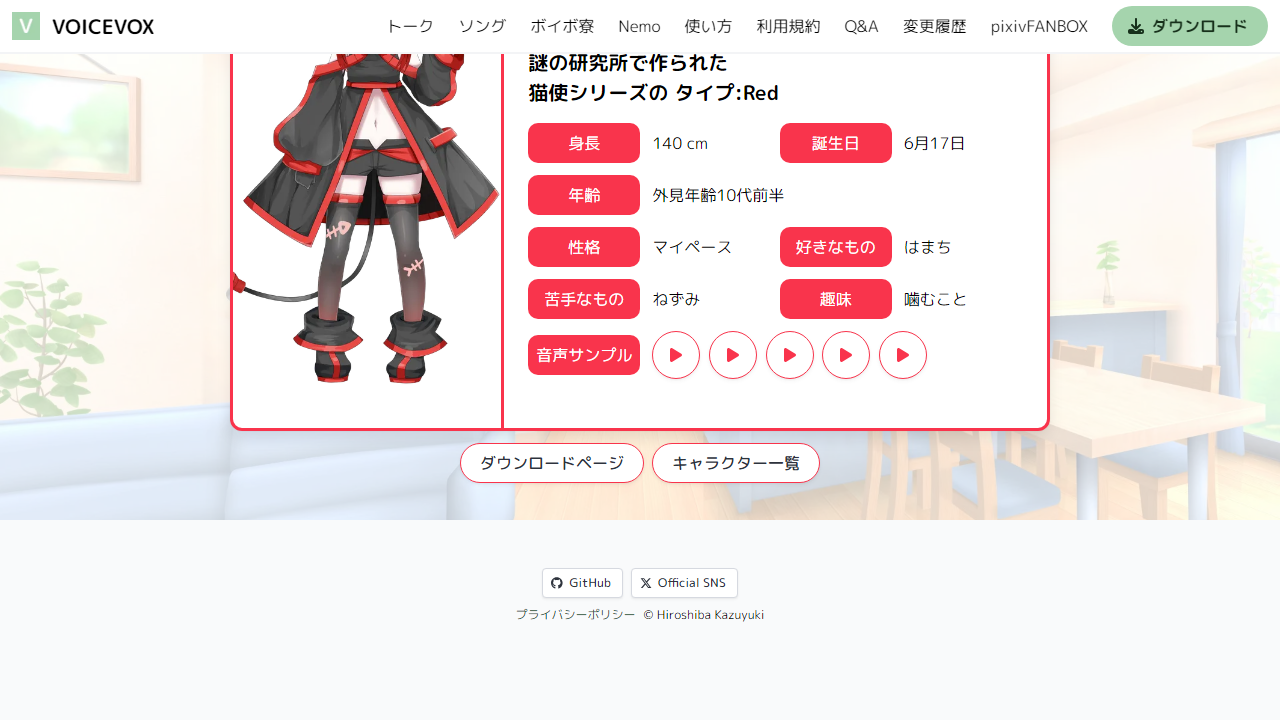 V VOICEVOX トーク ソング ボイボ寮 Nemo 使い方 利用規約 Q&A 変更履歴 pixivFANBOX ダウンロード
謎の研究所で作られた
猫使シリーズの タイプ:Red
身長 140 cm 誕生日 6月17日
年齢 外見年齢10代前半
性格 マイペース 好きなもの はまち
苦手なもの ねずみ 趣味 噛むこと
音声サンプル
ダウンロードページ キャラクター一覧
GitHub Official SNS
プライバシーポリシー © Hiroshiba Kazuyuki